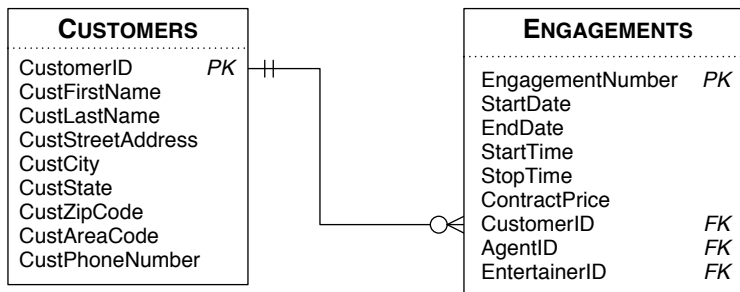 CUSTOMERS
CustomerID PK
CustFirstName
CustLastName
CustStreetAddress
CustCity
CustState
CustZipCode
CustAreaCode
CustPhoneNumber
ENGAGEMENTS
EngagementNumber PK
StartDate
EndDate
StartTime
StopTime
ContractPrice
CustomerID FK
AgentID FK
EntertainerID FK